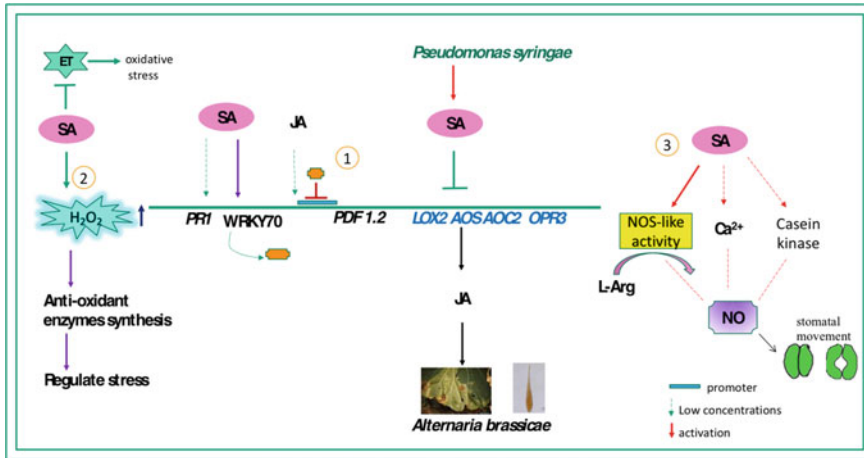 ET
oxidative
stress
SA
2
H₂O₂
Anti-oxidant
enzymes synthesis
Regulate stress
SA
JA
1
PR1
WRKY70
PDF 1.2
Pseudomonas syringae
SA
LOX2 AOS AOC2 OPR3
JA
Alternaria brassicae
3
SA
NOS-like
activity
Ca²⁺
Casein
kinase
L-Arg
NO
stomatal
movement
promoter
Low concentrations
activation